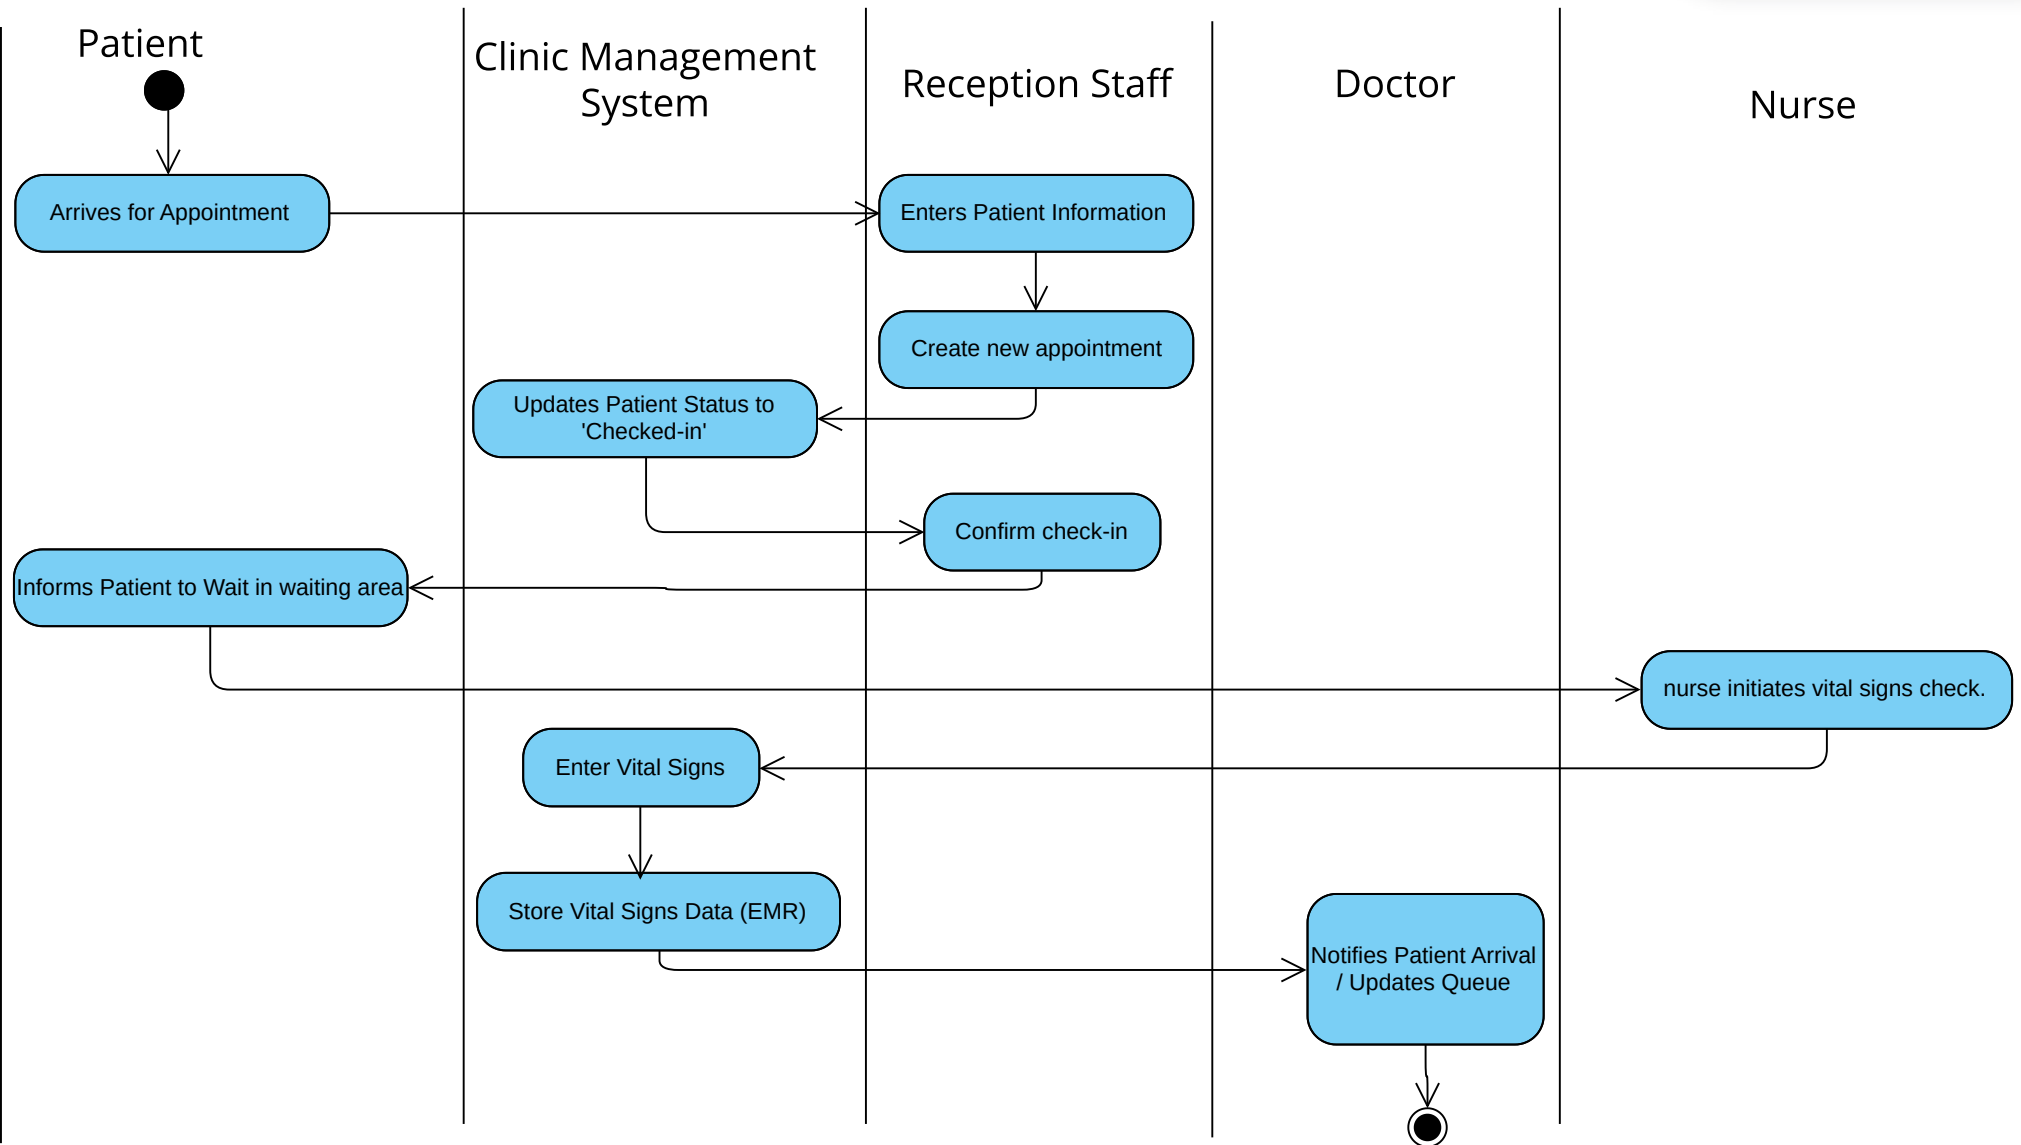 Patient
Clinic Management
System
Reception Staff
Doctor
Nurse
Arrives for Appointment
Enters Patient Information
Create new appointment
Updates Patient Status to
'Checked-in'
Confirm check-in
Informs Patient to Wait in waiting area
nurse initiates vital signs check.
Enter Vital Signs
Store Vital Signs Data (EMR)
Notifies Patient Arrival
/ Updates Queue